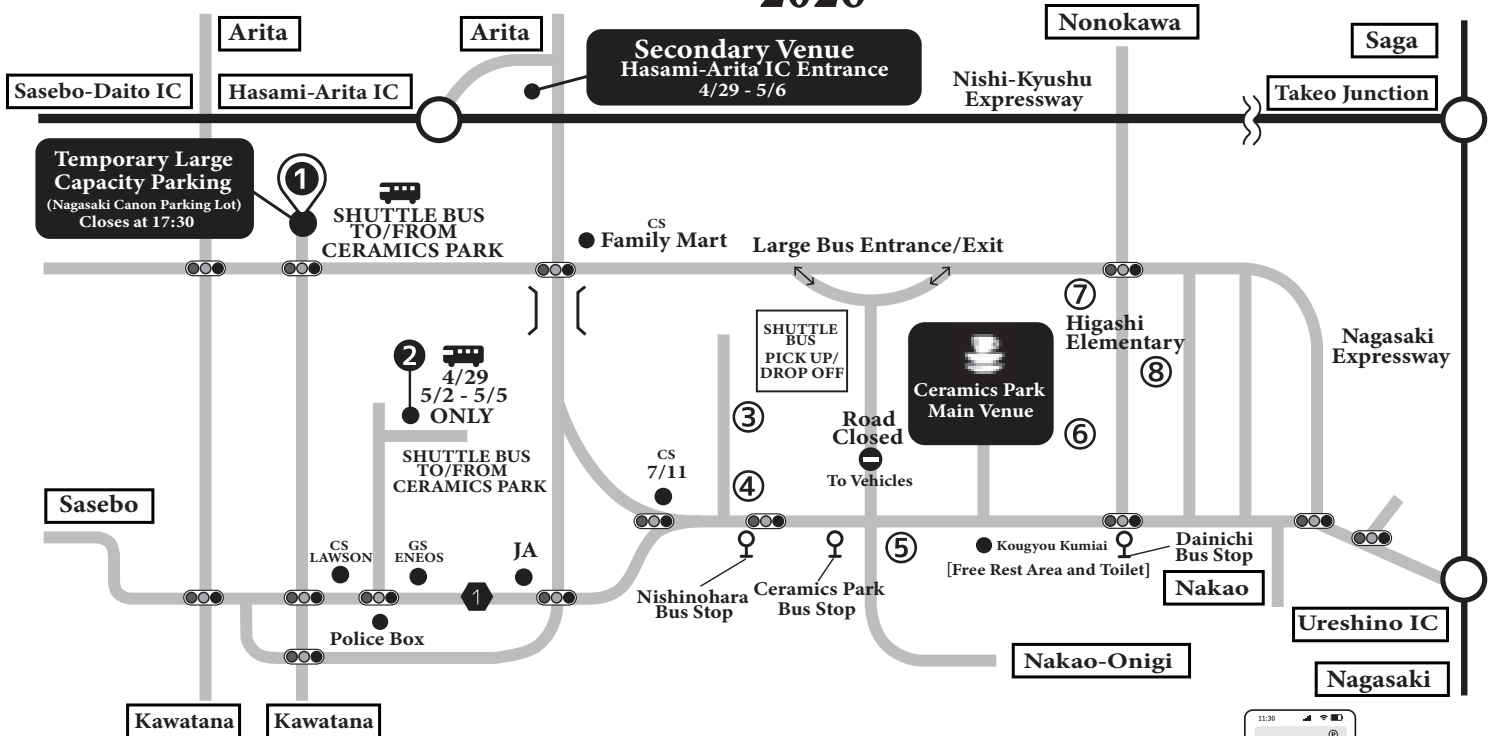 2026
Arita
Arita
Secondary Venue
Hasami-Arita IC Entrance
4/29 - 5/6
Nonokawa
Saga
Sasebo-Daito IC
Hasami-Arita IC
Nishi-Kyushu
Expressway
Takeo Junction
Temporary Large
Capacity Parking
(Nagasaki Canon Parking Lot)
Closes at 17:30
1
SHUTTLE BUS
TO/FROM
CERAMICS PARK
CS
Family Mart
Large Bus Entrance/Exit
⑦
Higashi
Elementary
⑧
Nagasaki
Expressway
SHUTTLE
BUS
PICK UP/
DROP OFF
Ceramics Park
Main Venue
2
4/29
5/2 - 5/5
ONLY
SHUTTLE BUS
TO/FROM
CERAMICS PARK
③
Road
Closed
To Vehicles
⑥
CS
7/11
④
Sasebo
CS
LAWSON
GS
ENEOS
JA
1
Police Box
Nishinohara
Bus Stop
Ceramics Park
Bus Stop
⑤
Kougyou Kumiai
[Free Rest Area and Toilet]
Dainichi
Bus Stop
Nakao
Ureshino IC
Nakao-Onigi
Nagasaki
Kawatana
Kawatana
11:30
P